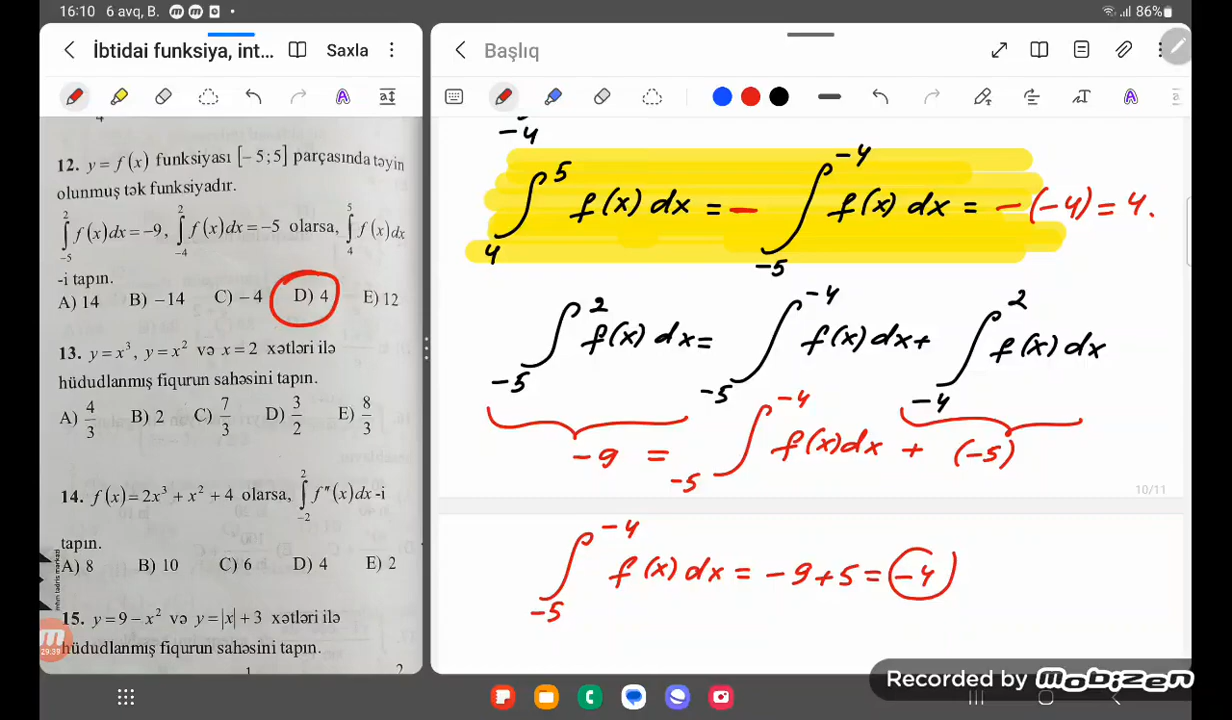 16:10 6 avq, B. 86%
İbtidai funksiya, int... Saxla
12. y = f(x) funksiyası [−5;5] parçasında təyin
olunmuş tək funksiyadır.
∫₋₅² f(x)dx = −9, ∫₋₄² f(x)dx = −5 olarsa, ∫₄⁵ f(x)dx
-i tapın.
A) 14 B) −14 C) −4 D) 4 E) 12
13. y = x³, y = x² və x = 2 xətləri ilə
hüdudlanmış fiqurun sahəsini tapın.
A) 4/3 B) 2 C) 7/3 D) 3/2 E) 8/3
14. f(x) = 2x³ + x² + 4 olarsa, ∫₋₂² f″(x)dx -i
tapın.
A) 8 B) 10 C) 6 D) 4 E) 2
15. y = 9 − x² və y = |x| + 3 xətləri ilə
hüdudlanmış fiqurun sahəsini tapın.
29:39
Başlıq
−4
∫₄⁵ f(x)dx = − ∫₋₅⁻⁴ f(x)dx = −(−4) = 4.
∫₋₅² f(x)dx = ∫₋₅⁻⁴ f(x)dx + ∫₋₄² f(x)dx
−9 = ∫₋₅⁻⁴ f(x)dx + (−5)
10/11
∫₋₅⁻⁴ f(x)dx = −9 + 5 = −4
Recorded by mobizen